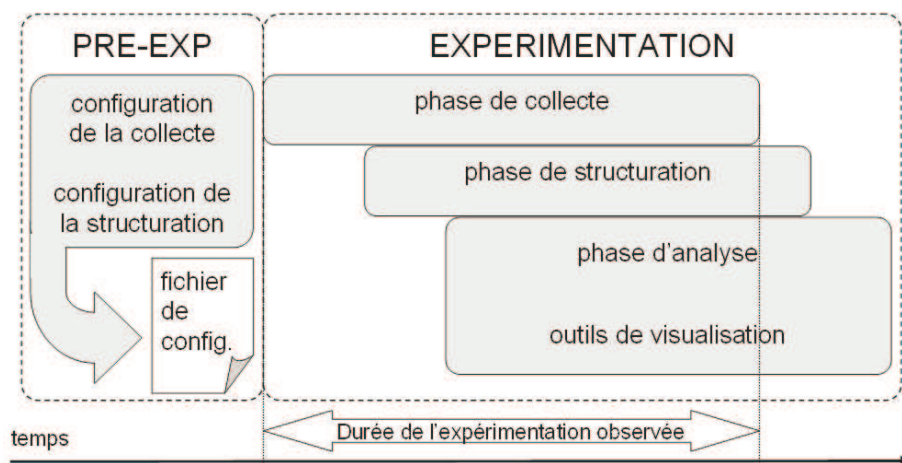 PRE-EXP
configuration
de la collecte
configuration de
la structuration
fichier
de
config.
EXPERIMENTATION
phase de collecte
phase de structuration
phase d'analyse
outils de visualisation
Durée de l'expérimentation observée
temps